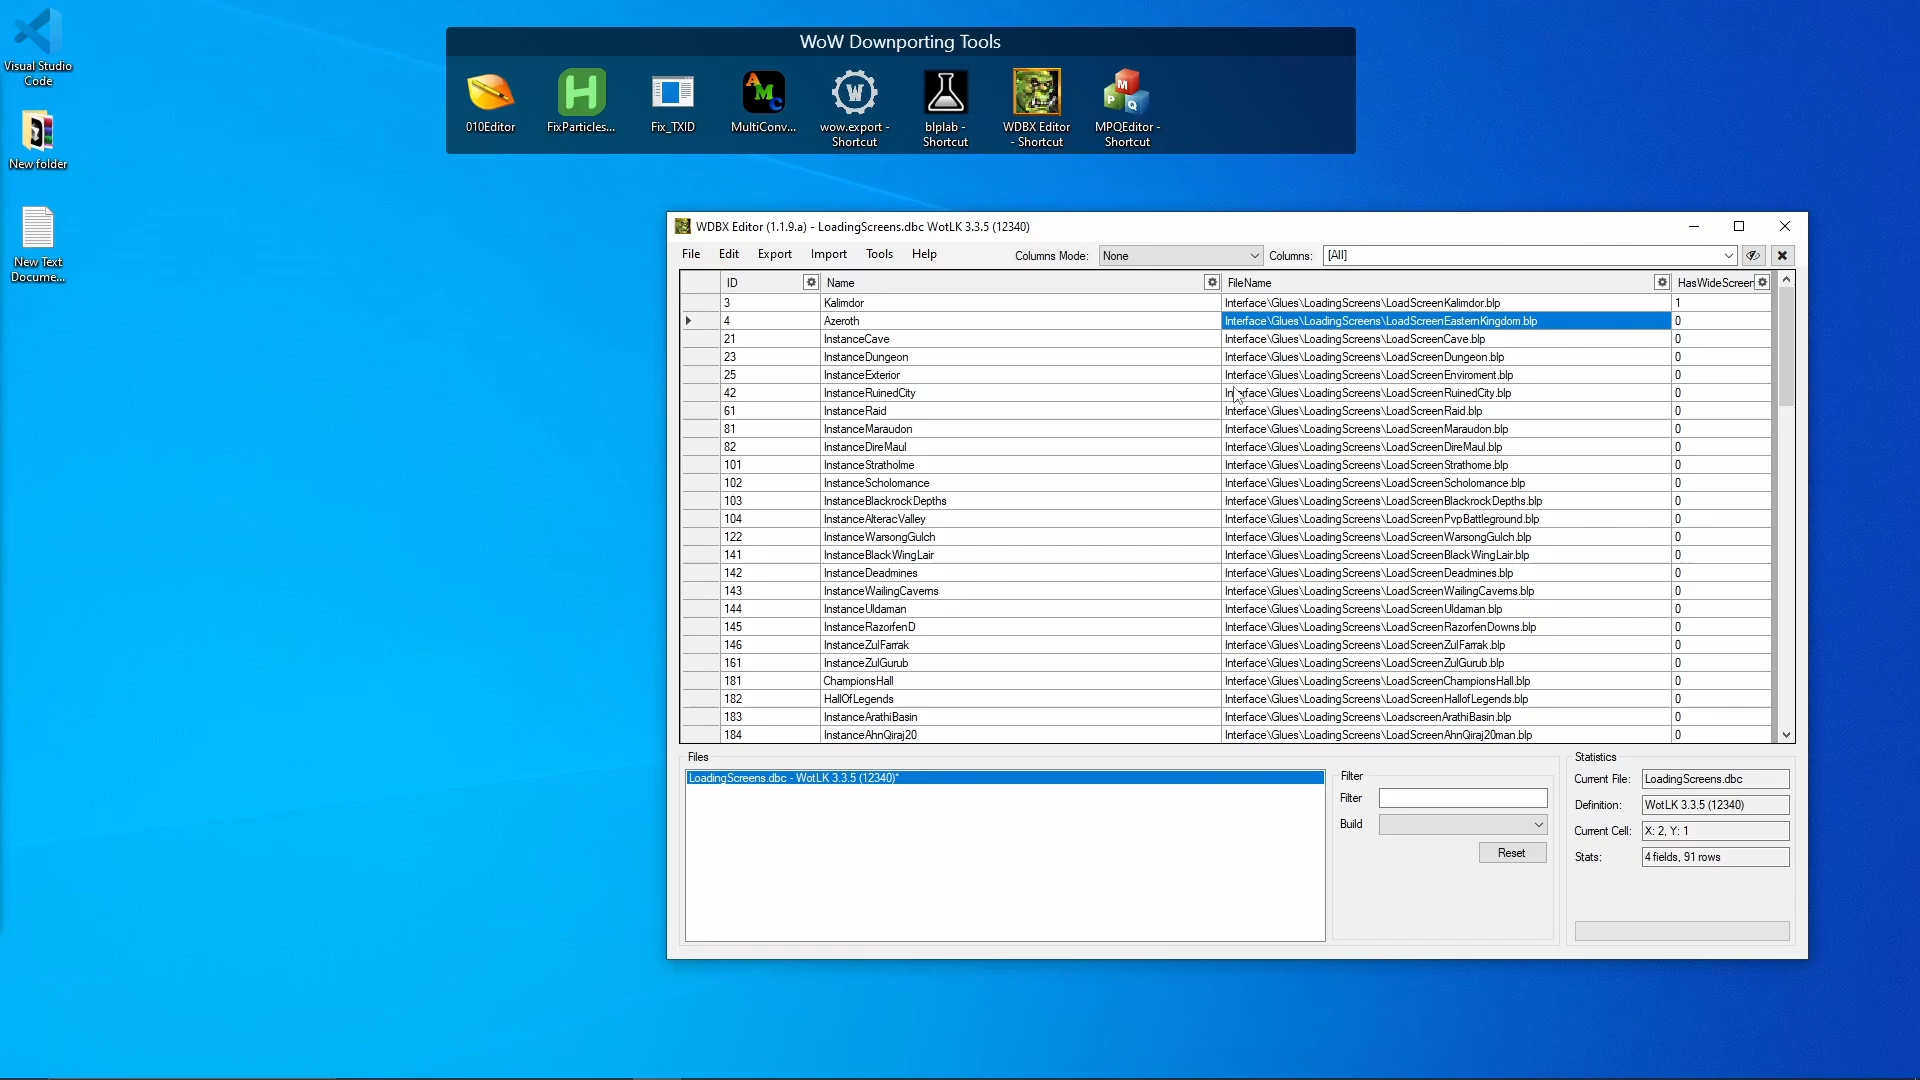 Visual Studio
Code
New folder
New Text
Docume...
WoW Downporting Tools
010Editor
FixParticles...
Fix_TXID
MultiConv...
wow.export -
Shortcut
blplab -
Shortcut
WDBX Editor
- Shortcut
MPQEditor -
Shortcut
WDBX Editor (1.1.9.a) - LoadingScreens.dbc WotLK 3.3.5 (12340)
File Edit Export Import Tools Help Columns Mode: None Columns: [All]
ID Name FileName HasWideScreen
3 Kalimdor Interface\Glues\LoadingScreens\LoadScreenKalimdor.blp 1
4 Azeroth Interface\Glues\LoadingScreens\LoadScreenEasternKingdom.blp 0
21 InstanceCave Interface\Glues\LoadingScreens\LoadScreenCave.blp 0
23 InstanceDungeon Interface\Glues\LoadingScreens\LoadScreenDungeon.blp 0
25 InstanceExterior Interface\Glues\LoadingScreens\LoadScreenEnviroment.blp 0
42 InstanceRuinedCity Interface\Glues\LoadingScreens\LoadScreenRuinedCity.blp 0
61 InstanceRaid Interface\Glues\LoadingScreens\LoadScreenRaid.blp 0
81 InstanceMaraudon Interface\Glues\LoadingScreens\LoadScreenMaraudon.blp 0
82 InstanceDireMaul Interface\Glues\LoadingScreens\LoadScreenDireMaul.blp 0
101 InstanceStratholme Interface\Glues\LoadingScreens\LoadScreenStrathome.blp 0
102 InstanceScholomance Interface\Glues\LoadingScreens\LoadScreenScholomance.blp 0
103 InstanceBlackrockDepths Interface\Glues\LoadingScreens\LoadScreenBlackrockDepths.blp 0
104 InstanceAlteracValley Interface\Glues\LoadingScreens\LoadScreenPvpBattleground.blp 0
122 InstanceWarsongGulch Interface\Glues\LoadingScreens\LoadScreenWarsongGulch.blp 0
141 InstanceBlackWingLair Interface\Glues\LoadingScreens\LoadScreenBlackWingLair.blp 0
142 InstanceDeadmines Interface\Glues\LoadingScreens\LoadScreenDeadmines.blp 0
143 InstanceWailingCaverns Interface\Glues\LoadingScreens\LoadScreenWailingCaverns.blp 0
144 InstanceUldaman Interface\Glues\LoadingScreens\LoadScreenUldaman.blp 0
145 InstanceRazorfenD Interface\Glues\LoadingScreens\LoadScreenRazorfenDowns.blp 0
146 InstanceZulFarrak Interface\Glues\LoadingScreens\LoadScreenZulFarrak.blp 0
161 InstanceZulGurub Interface\Glues\LoadingScreens\LoadScreenZulGurub.blp 0
181 ChampionsHall Interface\Glues\LoadingScreens\LoadScreenChampionsHall.blp 0
182 HallOfLegends Interface\Glues\LoadingScreens\LoadScreenHallofLegends.blp 0
183 InstanceArathiBasin Interface\Glues\LoadingScreens\LoadscreenArathiBasin.blp 0
184 InstanceAhnQiraj20 Interface\Glues\LoadingScreens\LoadScreenAhnQiraj20man.blp 0
Files
LoadingScreens.dbc - WotLK 3.3.5 (12340)*
Filter
Filter
Build
Reset
Statistics
Current File: LoadingScreens.dbc
Definition: WotLK 3.3.5 (12340)
Current Cell: X: 2, Y: 1
Stats: 4 fields, 91 rows